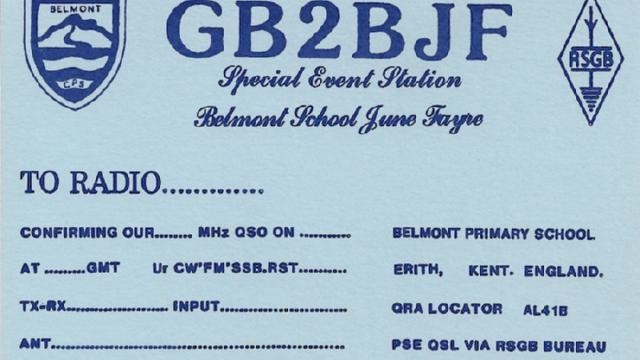 BELMONT
C.P.S
GB2BJF
RSGB
Special Event Station
Belmont School June Fayre
TO RADIO.............
CONFIRMING OUR........ MHz QSO ON ...........
BELMONT PRIMARY SCHOOL
AT .........GMT Ur CW'FM'SSB.RST..........
ERITH, KENT. ENGLAND.
TX-RX..................... INPUT...........................
QRA LOCATOR AL41B
ANT..............................................................
PSE QSL VIA RSGB BUREAU